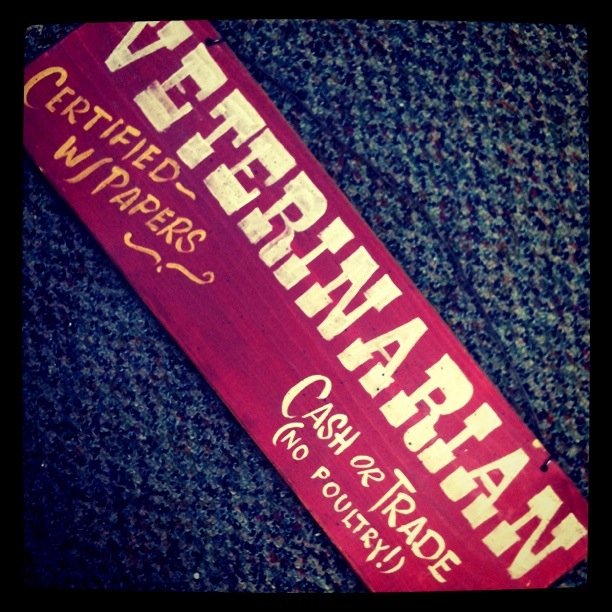 VETERINARIAN
CERTIFIED~
W/PAPERS
CASH OR TRADE
(NO POULTRY!)